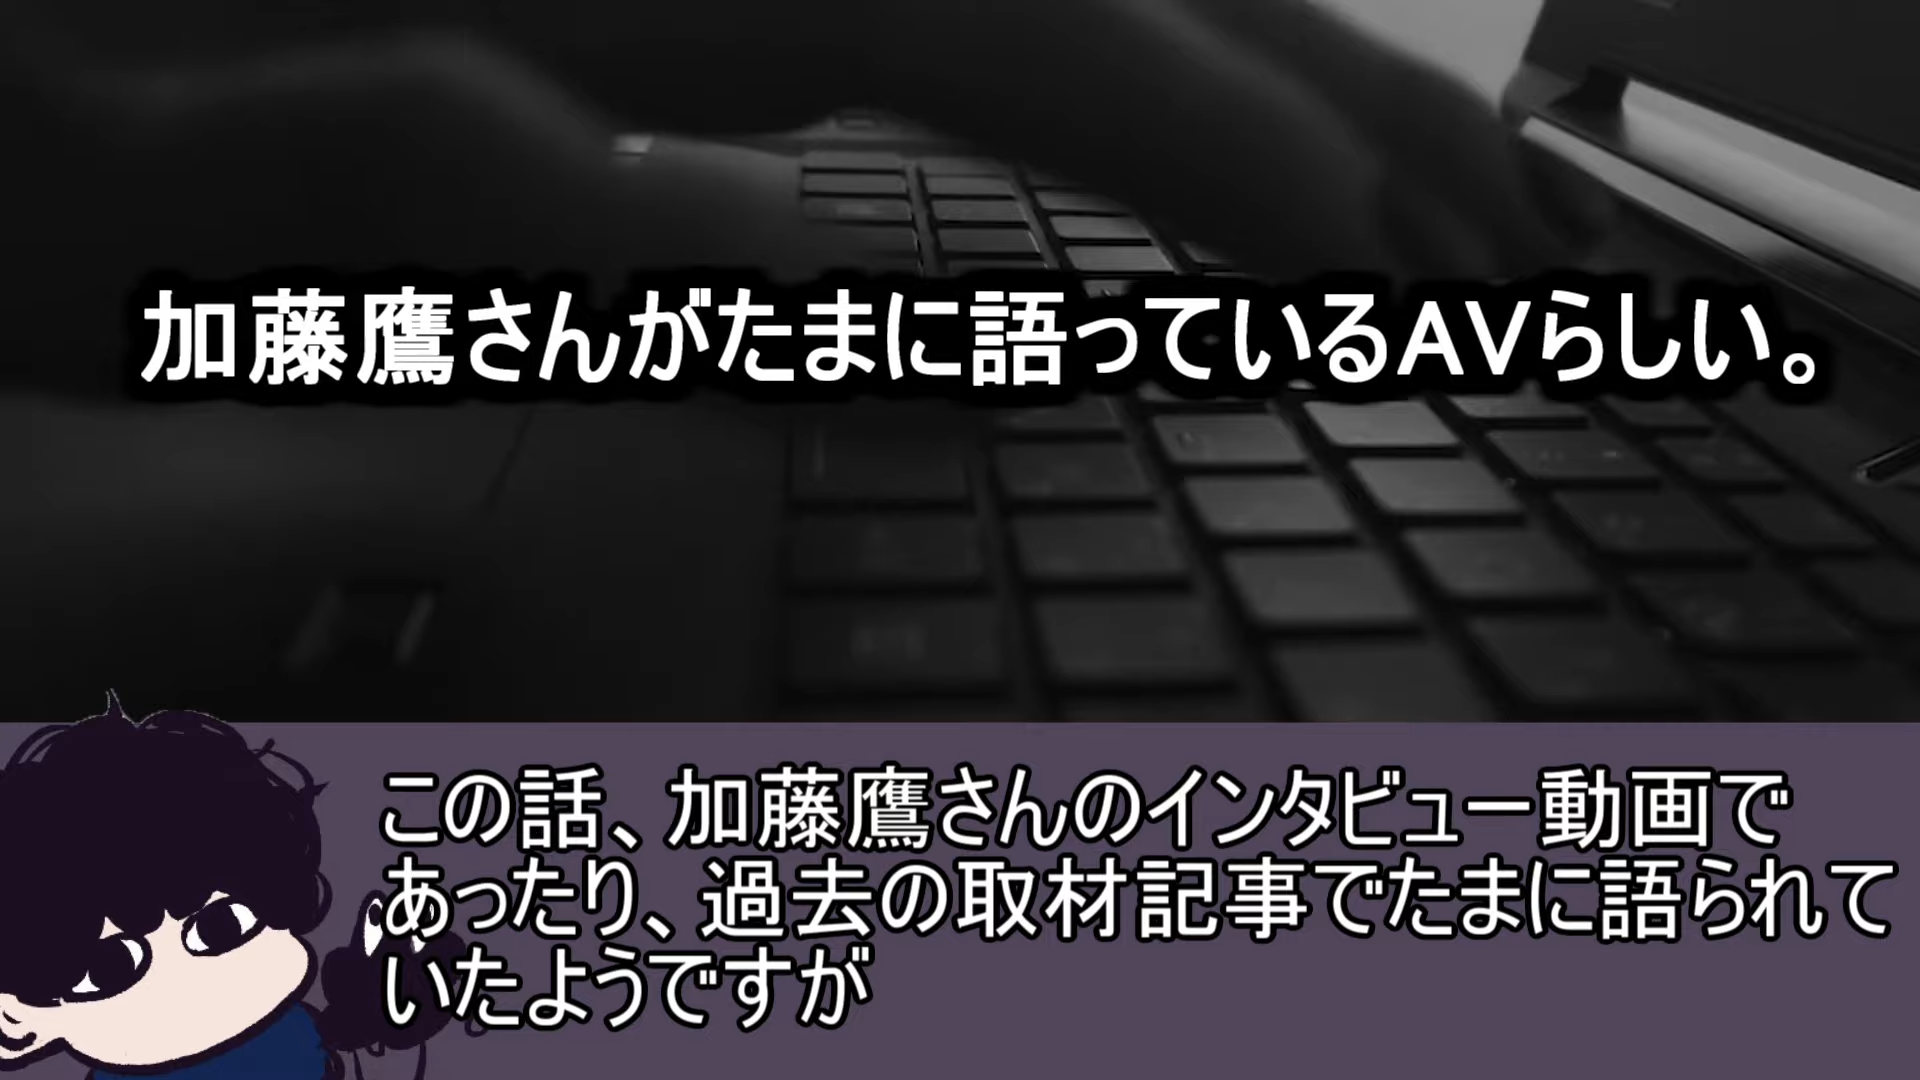 加藤鷹さんがたまに語っているAVらしい。
この話、加藤鷹さんのインタビュー動画で
あったり、過去の取材記事でたまに語られて
いたようですが